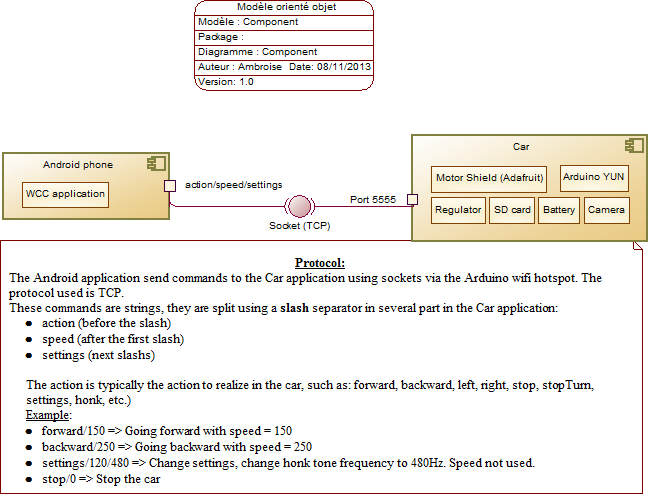 Modèle orienté objet
Modèle : Component
Package :
Diagramme : Component
Auteur : Ambroise Date: 08/11/2013
Version: 1.0
Android phone
WCC application
action/speed/settings
Socket (TCP)
Port 5555
Car
Motor Shield (Adafruit)
Arduino YUN
Regulator
SD card
Battery
Camera
Protocol:
The Android application send commands to the Car application using sockets via the Arduino wifi hotspot. The
protocol used is TCP.
These commands are strings, they are split using a slash separator in several part in the Car application:
● action (before the slash)
● speed (after the first slash)
● settings (next slashs)
The action is typically the action to realize in the car, such as: forward, backward, left, right, stop, stopTurn,
settings, honk, etc.)
Example:
● forward/150 => Going forward with speed = 150
● backward/250 => Going backward with speed = 250
● settings/120/480 => Change settings, change honk tone frequency to 480Hz. Speed not used.
● stop/0 => Stop the car